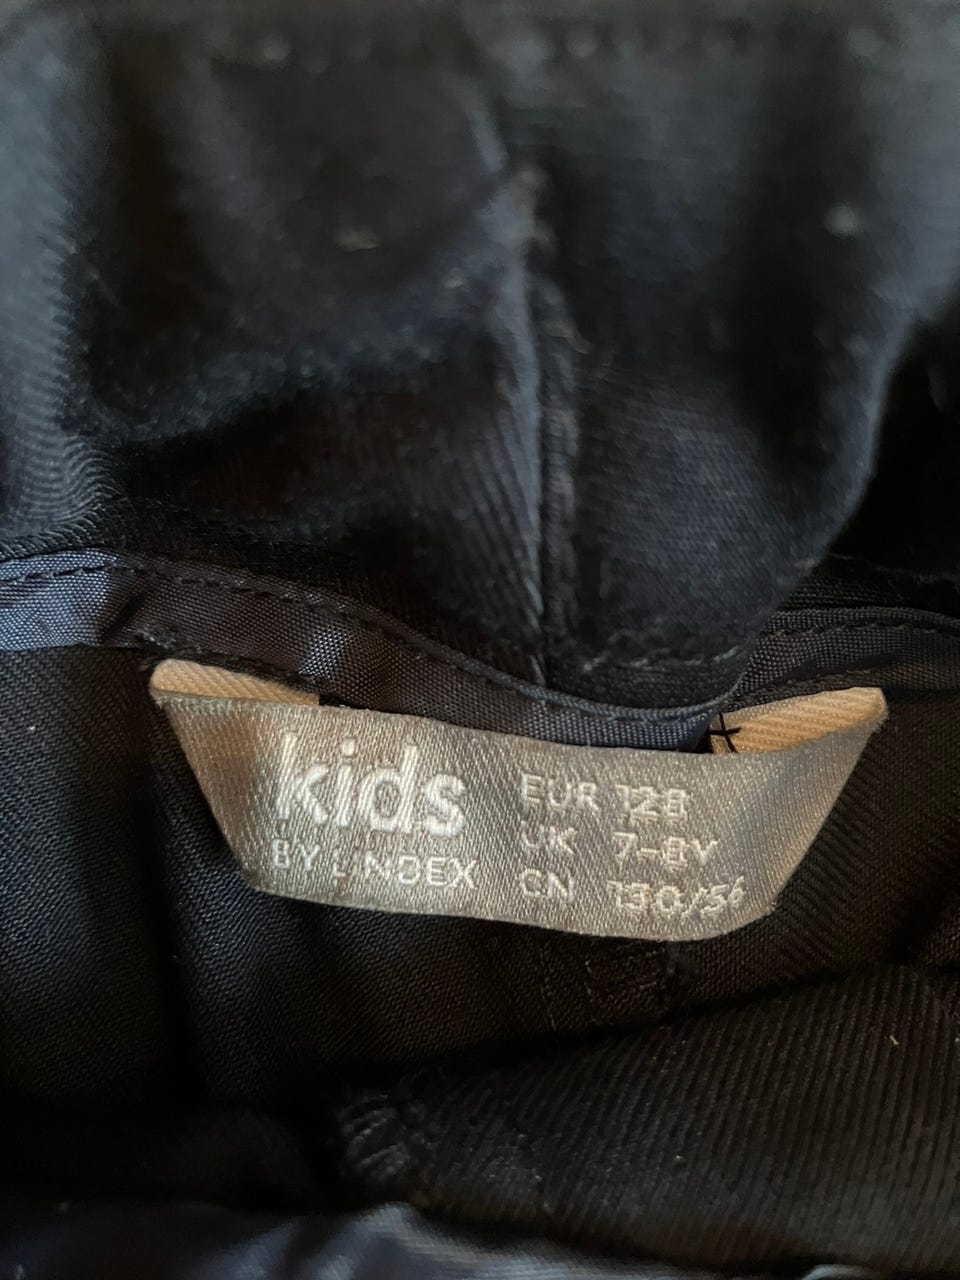 kids
BY LINDEX
EUR 128
UK 7-8Y
CN 130/56